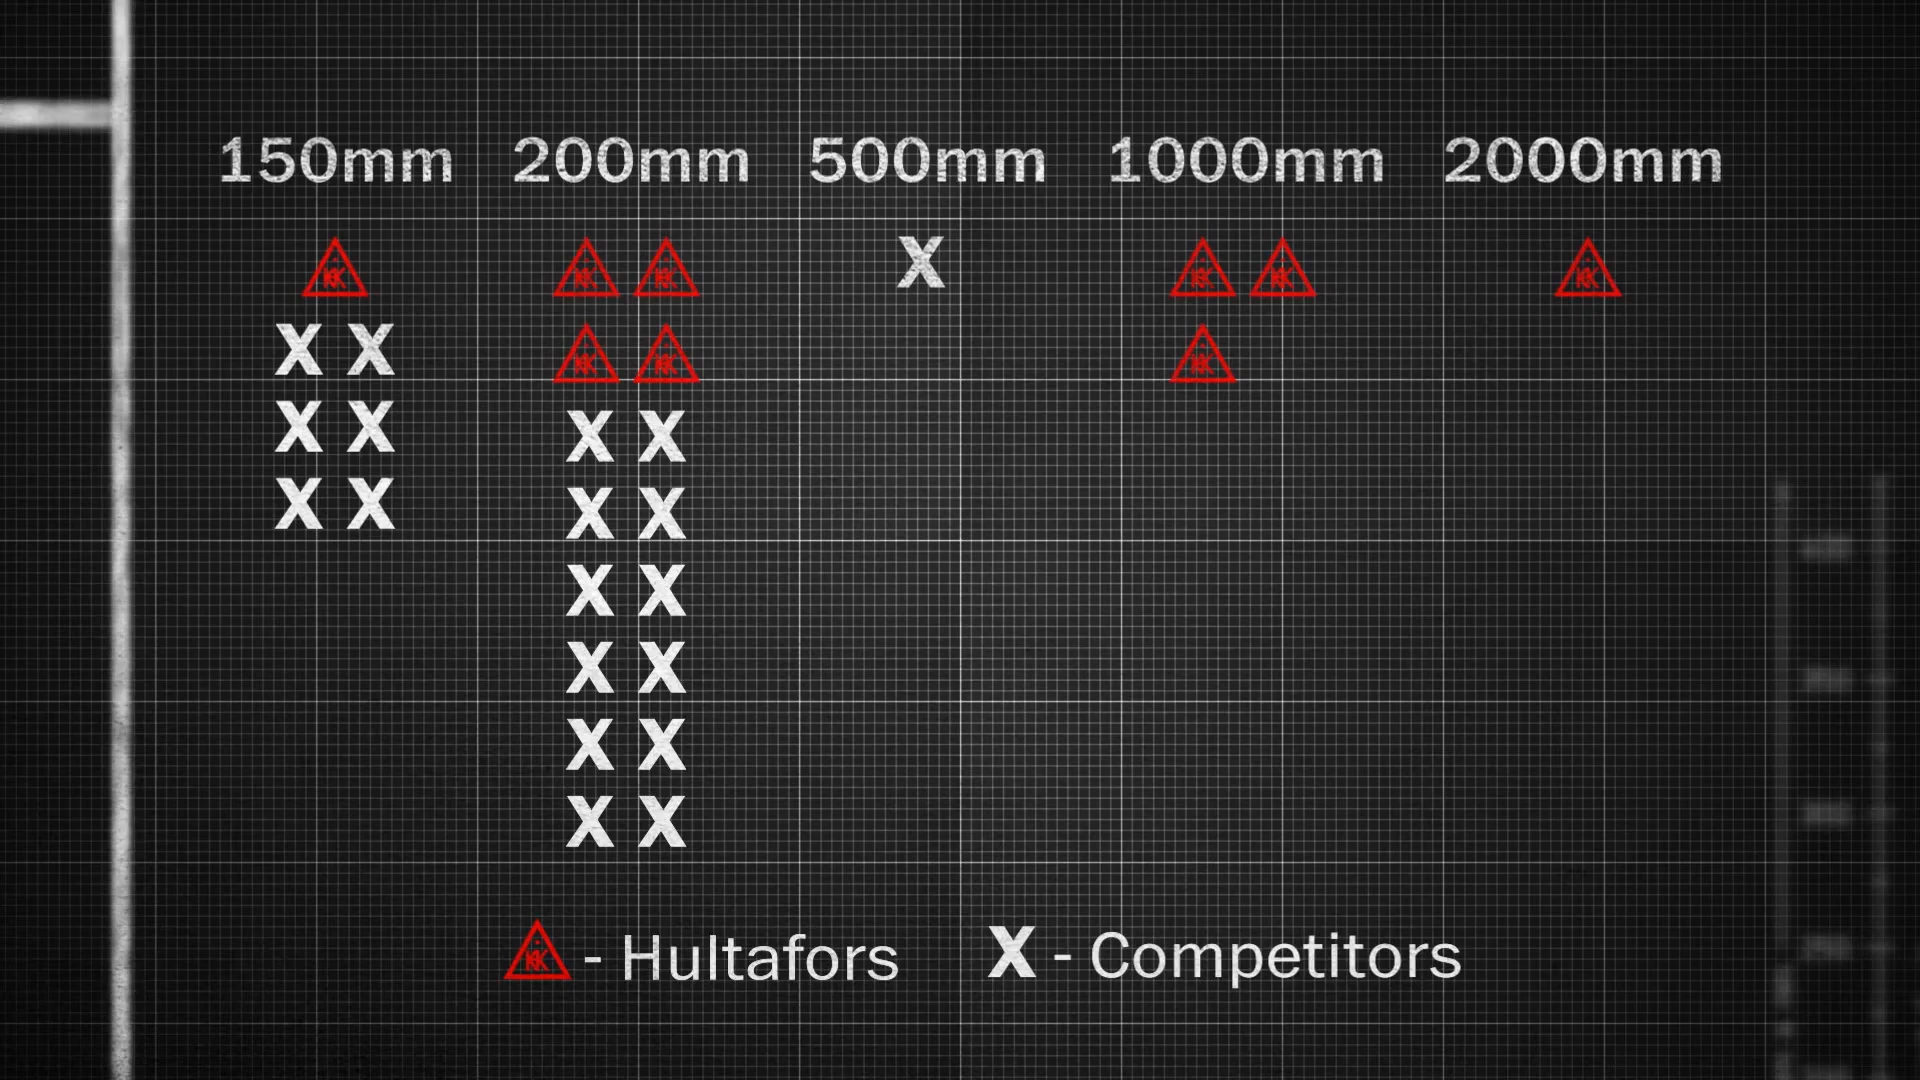 150mm 200mm 500mm 1000mm 2000mm
X
X X
X X
X X
X X
X X
X X
X X
X X
X X
- Hultafors X - Competitors